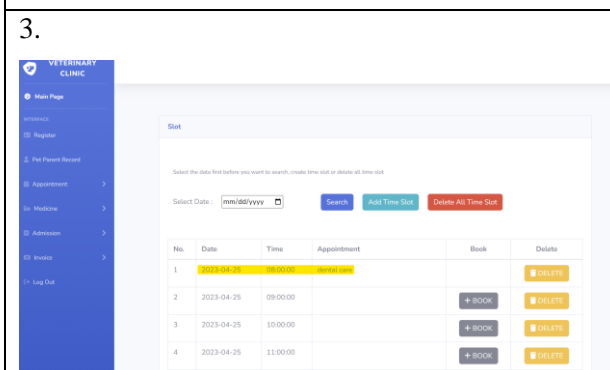 3.
VETERINARY
CLINIC
Main Page
INTERFACE
Register
Pet Parent Record
Appointment
Medicine
Admission
Invoice
Log Out
Slot
Select the date first before you want to search, create time slot or delete all time slot
Select Date : mm/dd/yyyy Search Add Time Slot Delete All Time Slot
No. Date Time Appointment Book Delete
1 2023-04-25 08:00:00 dental care DELETE
2 2023-04-25 09:00:00 + BOOK DELETE
3 2023-04-25 10:00:00 + BOOK DELETE
4 2023-04-25 11:00:00 + BOOK DELETE